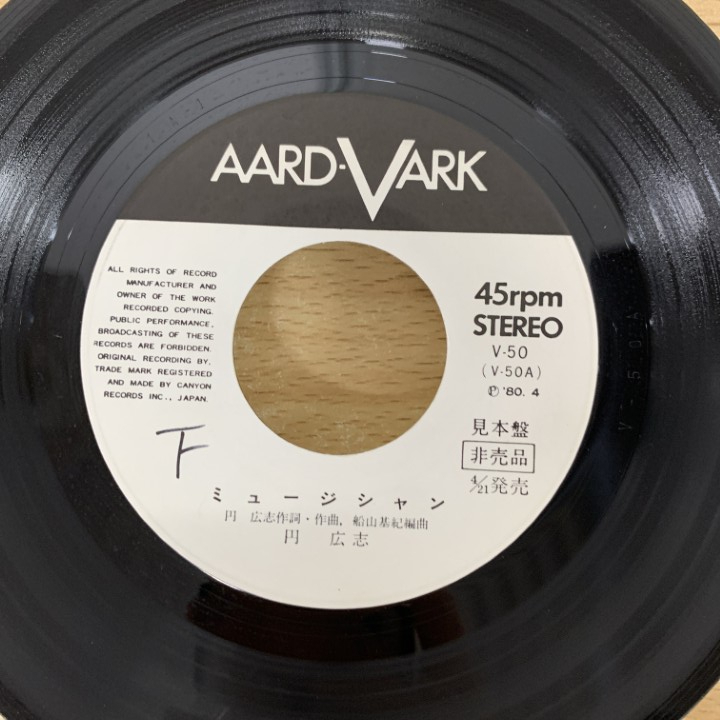 AARD-VARK
ALL RIGHTS OF RECORD
MANUFACTURER AND
OWNER OF THE WORK
RECORDED COPYING.
PUBLIC PERFORMANCE,
BROADCASTING OF THESE
RECORDS ARE FORBIDDEN.
ORIGINAL RECORDING BY,
TRADE MARK REGISTERED
AND MADE BY CANYON
RECORDS INC., JAPAN.
45rpm
STEREO
V-50
(V-50A)
Ⓟ '80. 4
見本盤
非売品
4/21発売
下
ミュージシャン
円 広志作詞・作曲, 船山基紀編曲
円 広志
V-50A